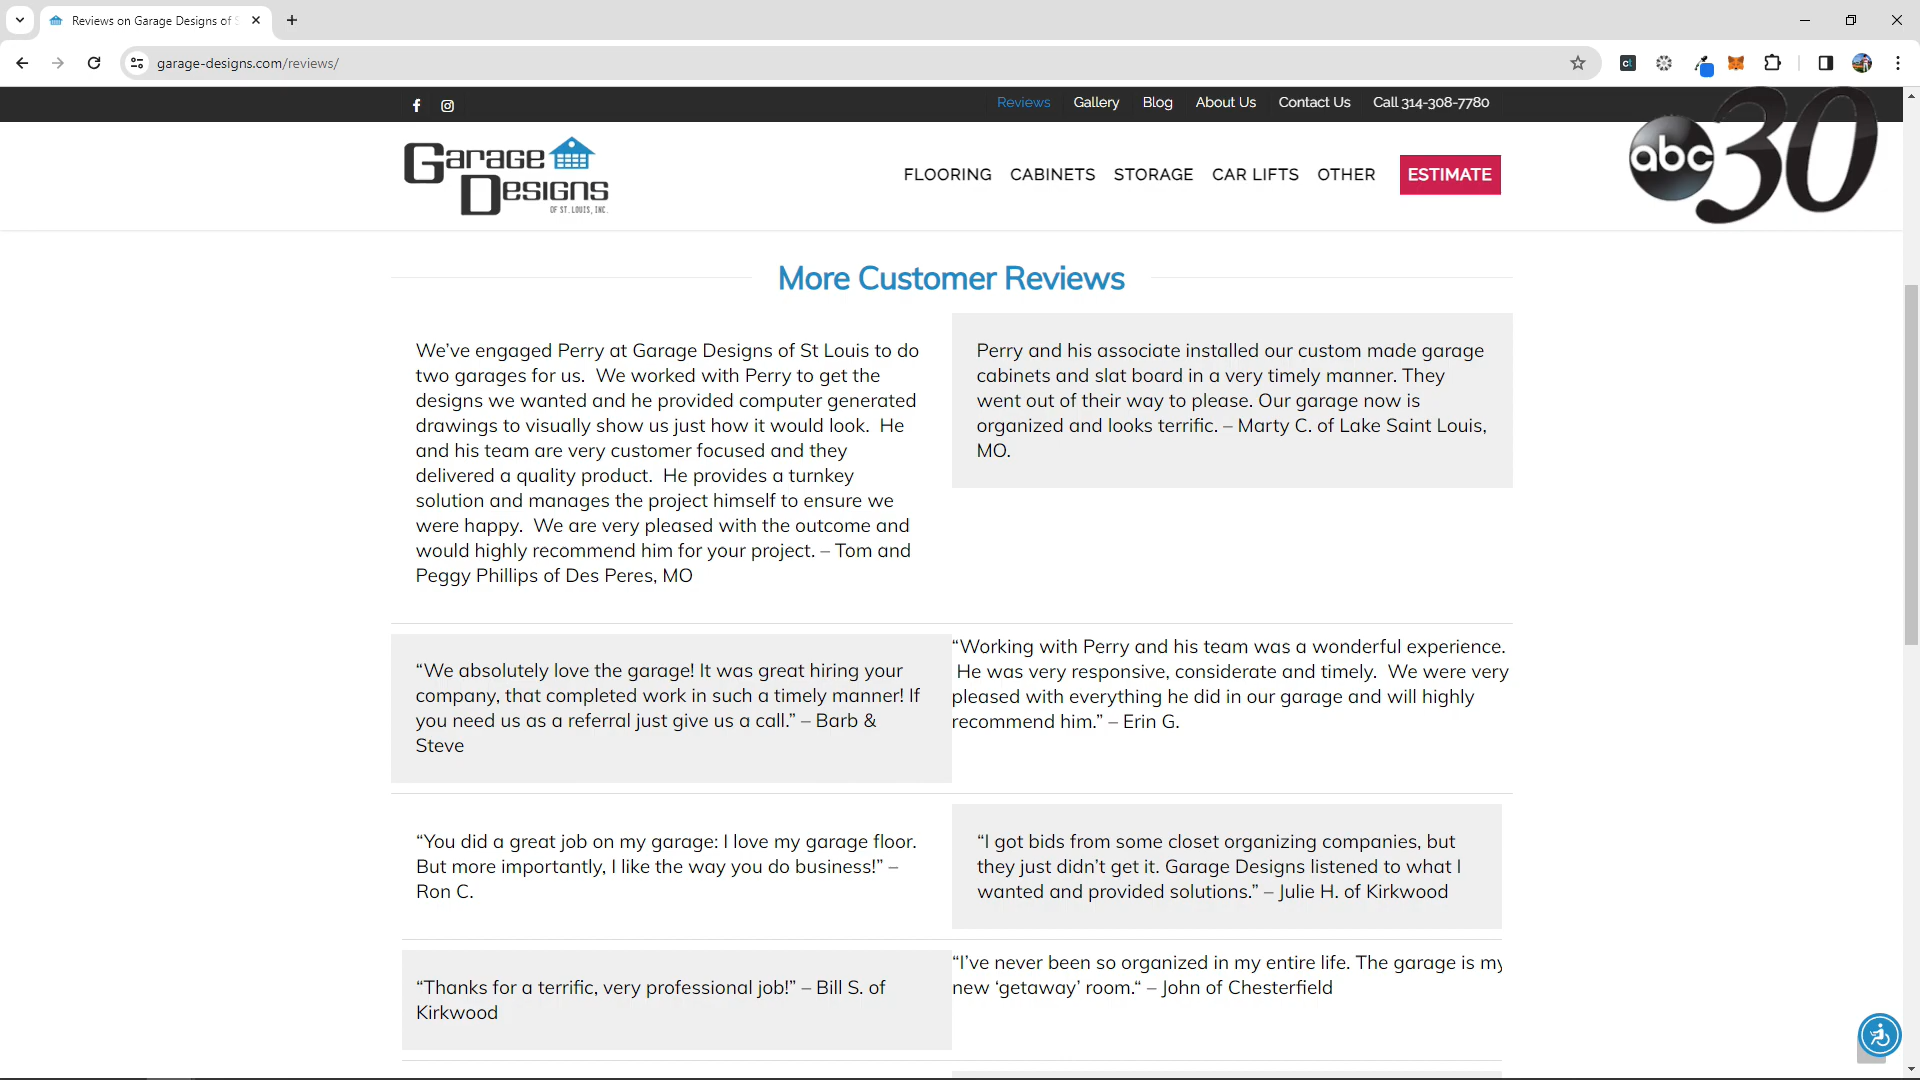 Reviews on Garage Designs of S
garage-designs.com/reviews/
Reviews
Gallery
Blog
About Us
Contact Us
Call 314-308-7780
Garage
Designs
OF ST. LOUIS, INC.
FLOORING
CABINETS
STORAGE
CAR LIFTS
OTHER
ESTIMATE
abc 30
More Customer Reviews
We’ve engaged Perry at Garage Designs of St Louis to do
two garages for us.  We worked with Perry to get the
designs we wanted and he provided computer generated
drawings to visually show us just how it would look.  He
and his team are very customer focused and they
delivered a quality product.  He provides a turnkey
solution and manages the project himself to ensure we
were happy.  We are very pleased with the outcome and
would highly recommend him for your project. – Tom and
Peggy Phillips of Des Peres, MO
Perry and his associate installed our custom made garage
cabinets and slat board in a very timely manner. They
went out of their way to please. Our garage now is
organized and looks terrific. – Marty C. of Lake Saint Louis,
MO.
“We absolutely love the garage! It was great hiring your
company, that completed work in such a timely manner! If
you need us as a referral just give us a call.” – Barb &
Steve
“Working with Perry and his team was a wonderful experience.
He was very responsive, considerate and timely.  We were very
pleased with everything he did in our garage and will highly
recommend him.” – Erin G.
“You did a great job on my garage: I love my garage floor.
But more importantly, I like the way you do business!” –
Ron C.
“I got bids from some closet organizing companies, but
they just didn’t get it. Garage Designs listened to what I
wanted and provided solutions.” – Julie H. of Kirkwood
“Thanks for a terrific, very professional job!” – Bill S. of
Kirkwood
“I’ve never been so organized in my entire life. The garage is my
new ‘getaway’ room.“ – John of Chesterfield